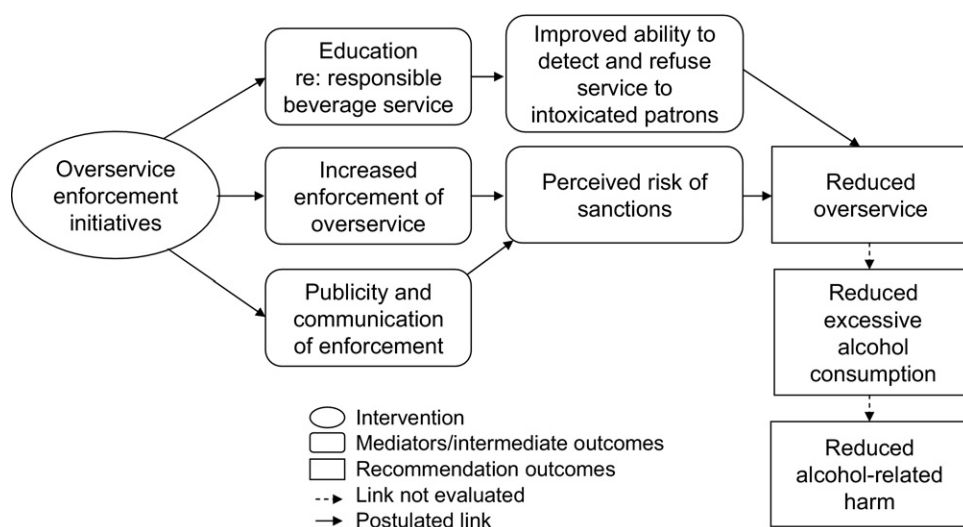 Education
re: responsible
beverage service
Improved ability to
detect and refuse
service to
intoxicated patrons
Overservice
enforcement
initiatives
Increased
enforcement of
overservice
Perceived risk of
sanctions
Reduced
overservice
Publicity and
communication
of enforcement
Reduced
excessive
alcohol
consumption
Reduced
alcohol-related
harm
Intervention
Mediators/intermediate outcomes
Recommendation outcomes
Link not evaluated
Postulated link